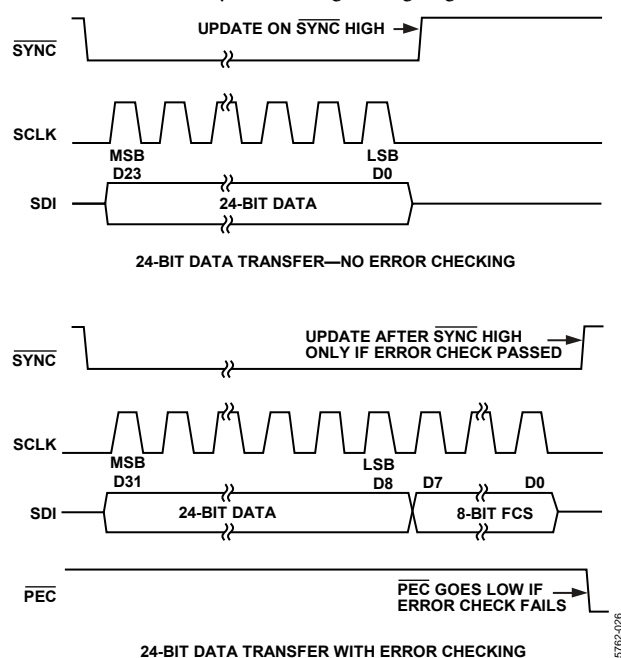 UPDATE ON SYNC HIGH
SYNC
SCLK
MSB LSB
D23 D0
SDI 24-BIT DATA
24-BIT DATA TRANSFER—NO ERROR CHECKING
UPDATE AFTER SYNC HIGH
ONLY IF ERROR CHECK PASSED
SYNC
SCLK
MSB LSB
D31 D8 D7 D0
SDI 24-BIT DATA 8-BIT FCS
PEC PEC GOES LOW IF
ERROR CHECK FAILS
24-BIT DATA TRANSFER WITH ERROR CHECKING